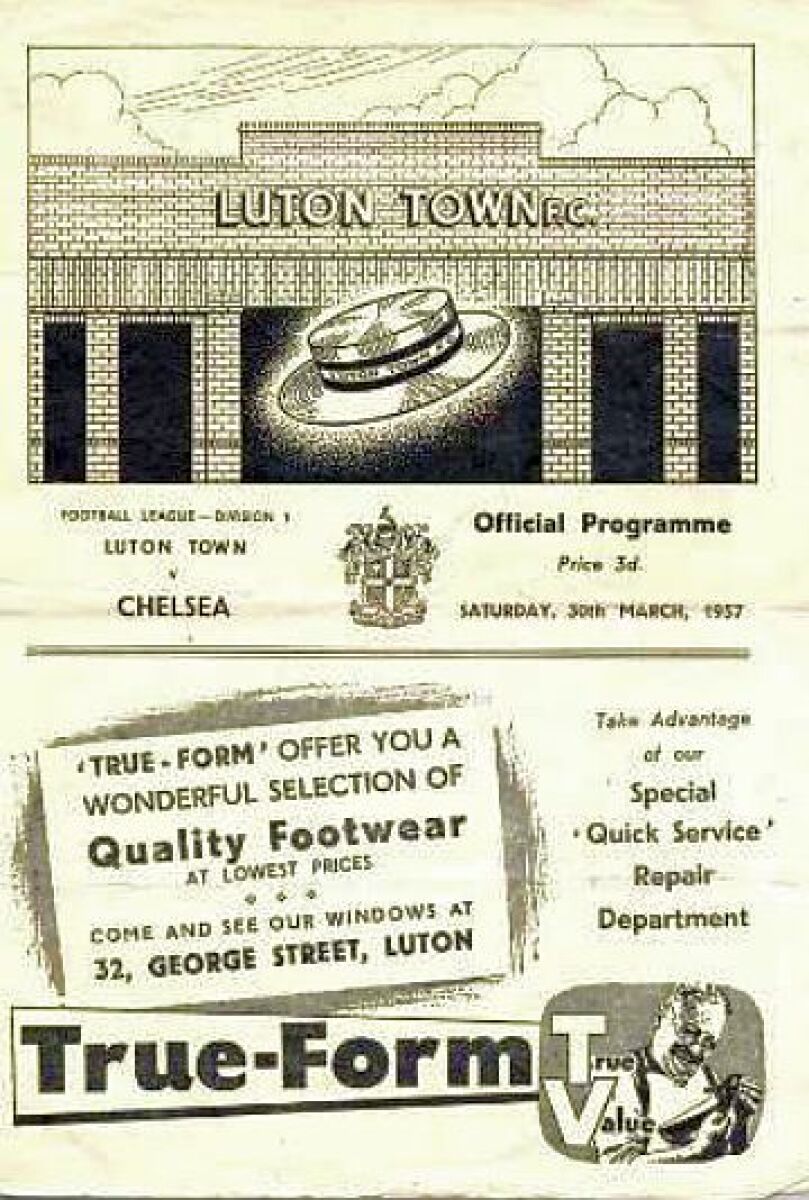 LUTON TOWN F.C.
LUTON TOWN F.C.
FOOTBALL LEAGUE — DIVISION 1
LUTON TOWN
v
CHELSEA
Official Programme
Price 3d.
SATURDAY, 30th MARCH, 1957
'TRUE-FORM' OFFER YOU A
WONDERFUL SELECTION OF
Quality Footwear
AT LOWEST PRICES
COME AND SEE OUR WINDOWS AT
32, GEORGE STREET, LUTON
Take Advantage
of our
Special
'Quick Service'
Repair
Department
True-Form
True
Value